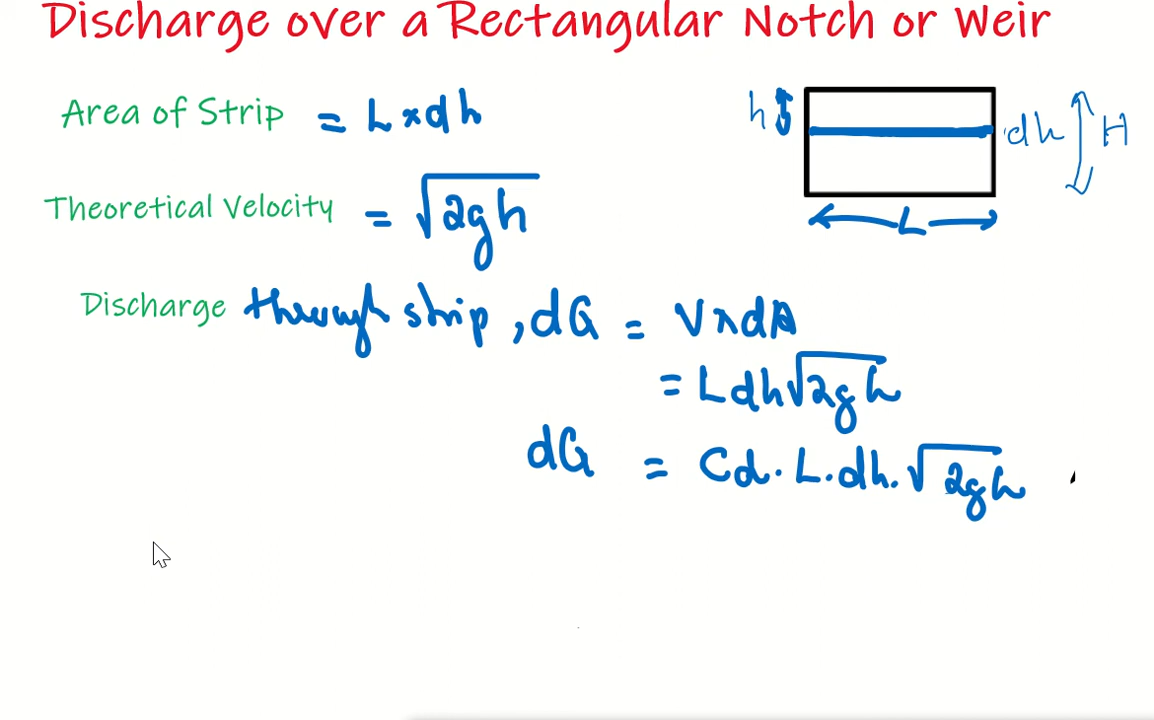 Discharge over a Rectangular Notch or Weir
Area of Strip = L × dh
h
dh
H
L
Theoretical Velocity = √2gh
Discharge through strip, dQ = V × dA
= Ldh√2gh
dQ = Cd. L. dh. √2gh